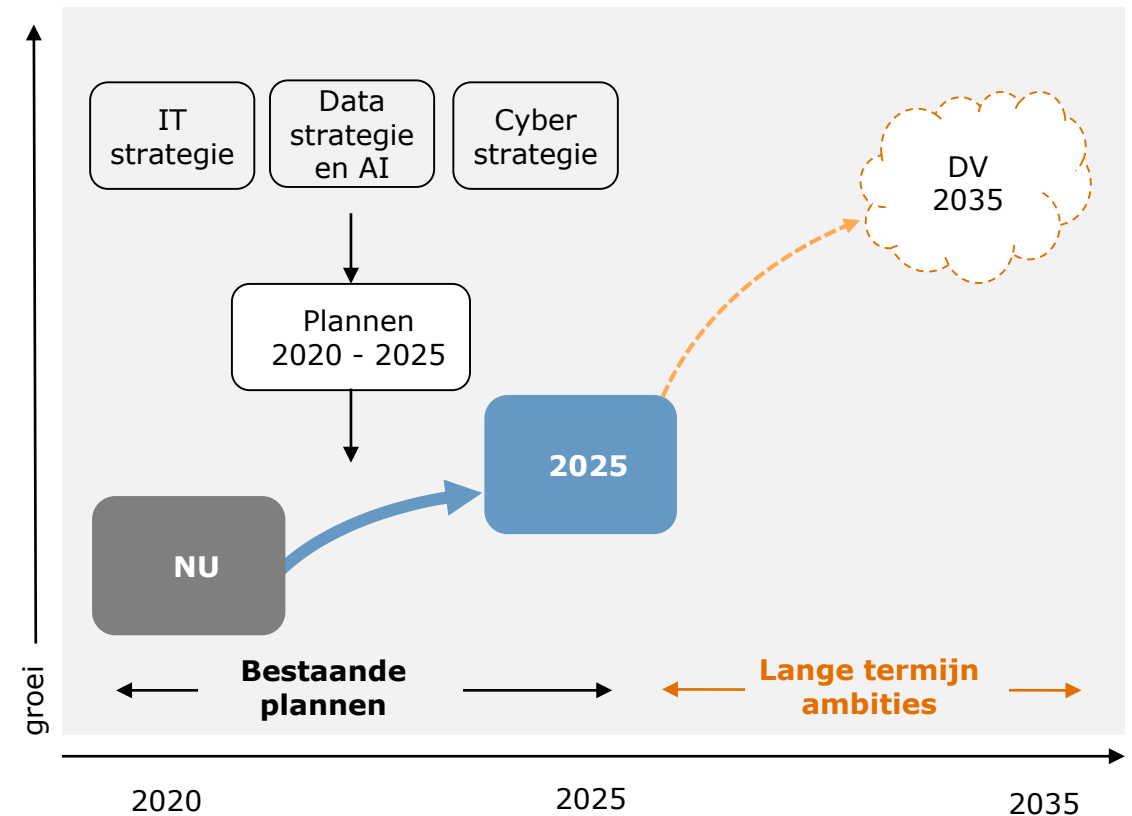 IT
strategie
Data
strategie
en AI
Cyber
strategie
DV
2035
Plannen
2020 - 2025
2025
NU
groei
Bestaande
plannen
Lange termijn
ambities
2020
2025
2035